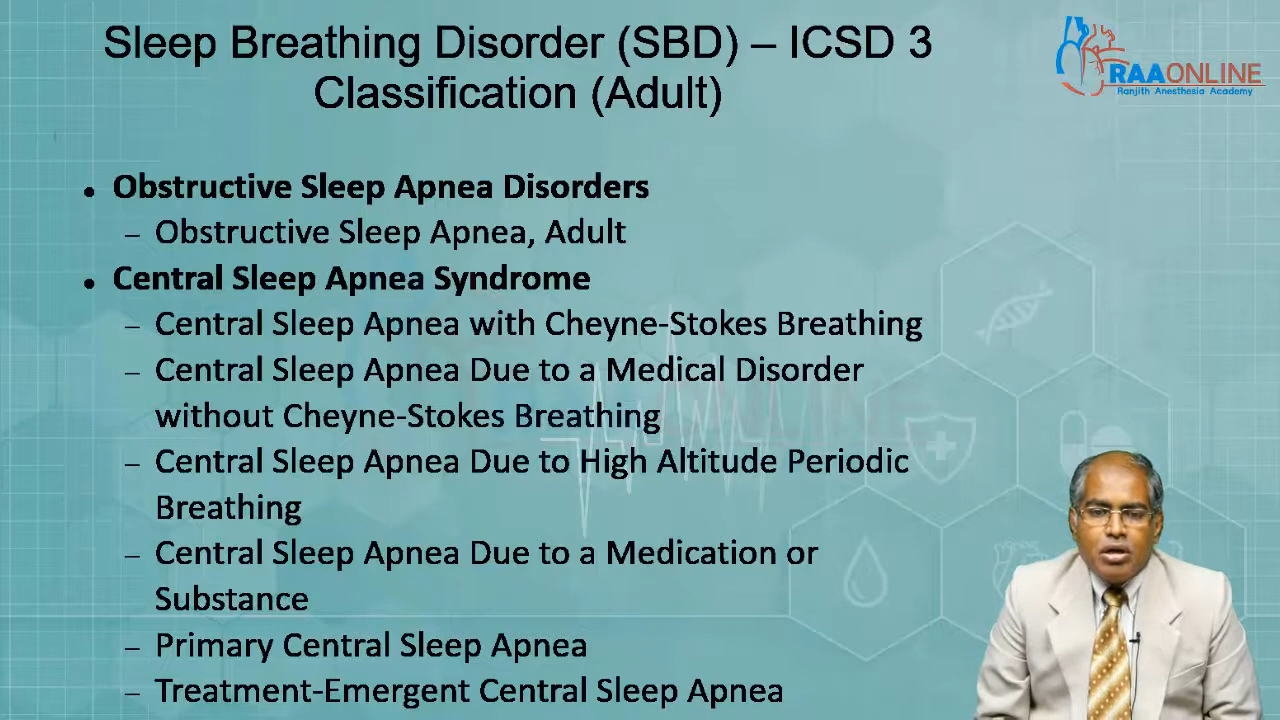 Sleep Breathing Disorder (SBD) – ICSD 3
Classification (Adult)
RAAONLINE
Ranjith Anesthesia Academy
• Obstructive Sleep Apnea Disorders
– Obstructive Sleep Apnea, Adult
• Central Sleep Apnea Syndrome
– Central Sleep Apnea with Cheyne-Stokes Breathing
– Central Sleep Apnea Due to a Medical Disorder
without Cheyne-Stokes Breathing
– Central Sleep Apnea Due to High Altitude Periodic
Breathing
– Central Sleep Apnea Due to a Medication or
Substance
– Primary Central Sleep Apnea
– Treatment-Emergent Central Sleep Apnea